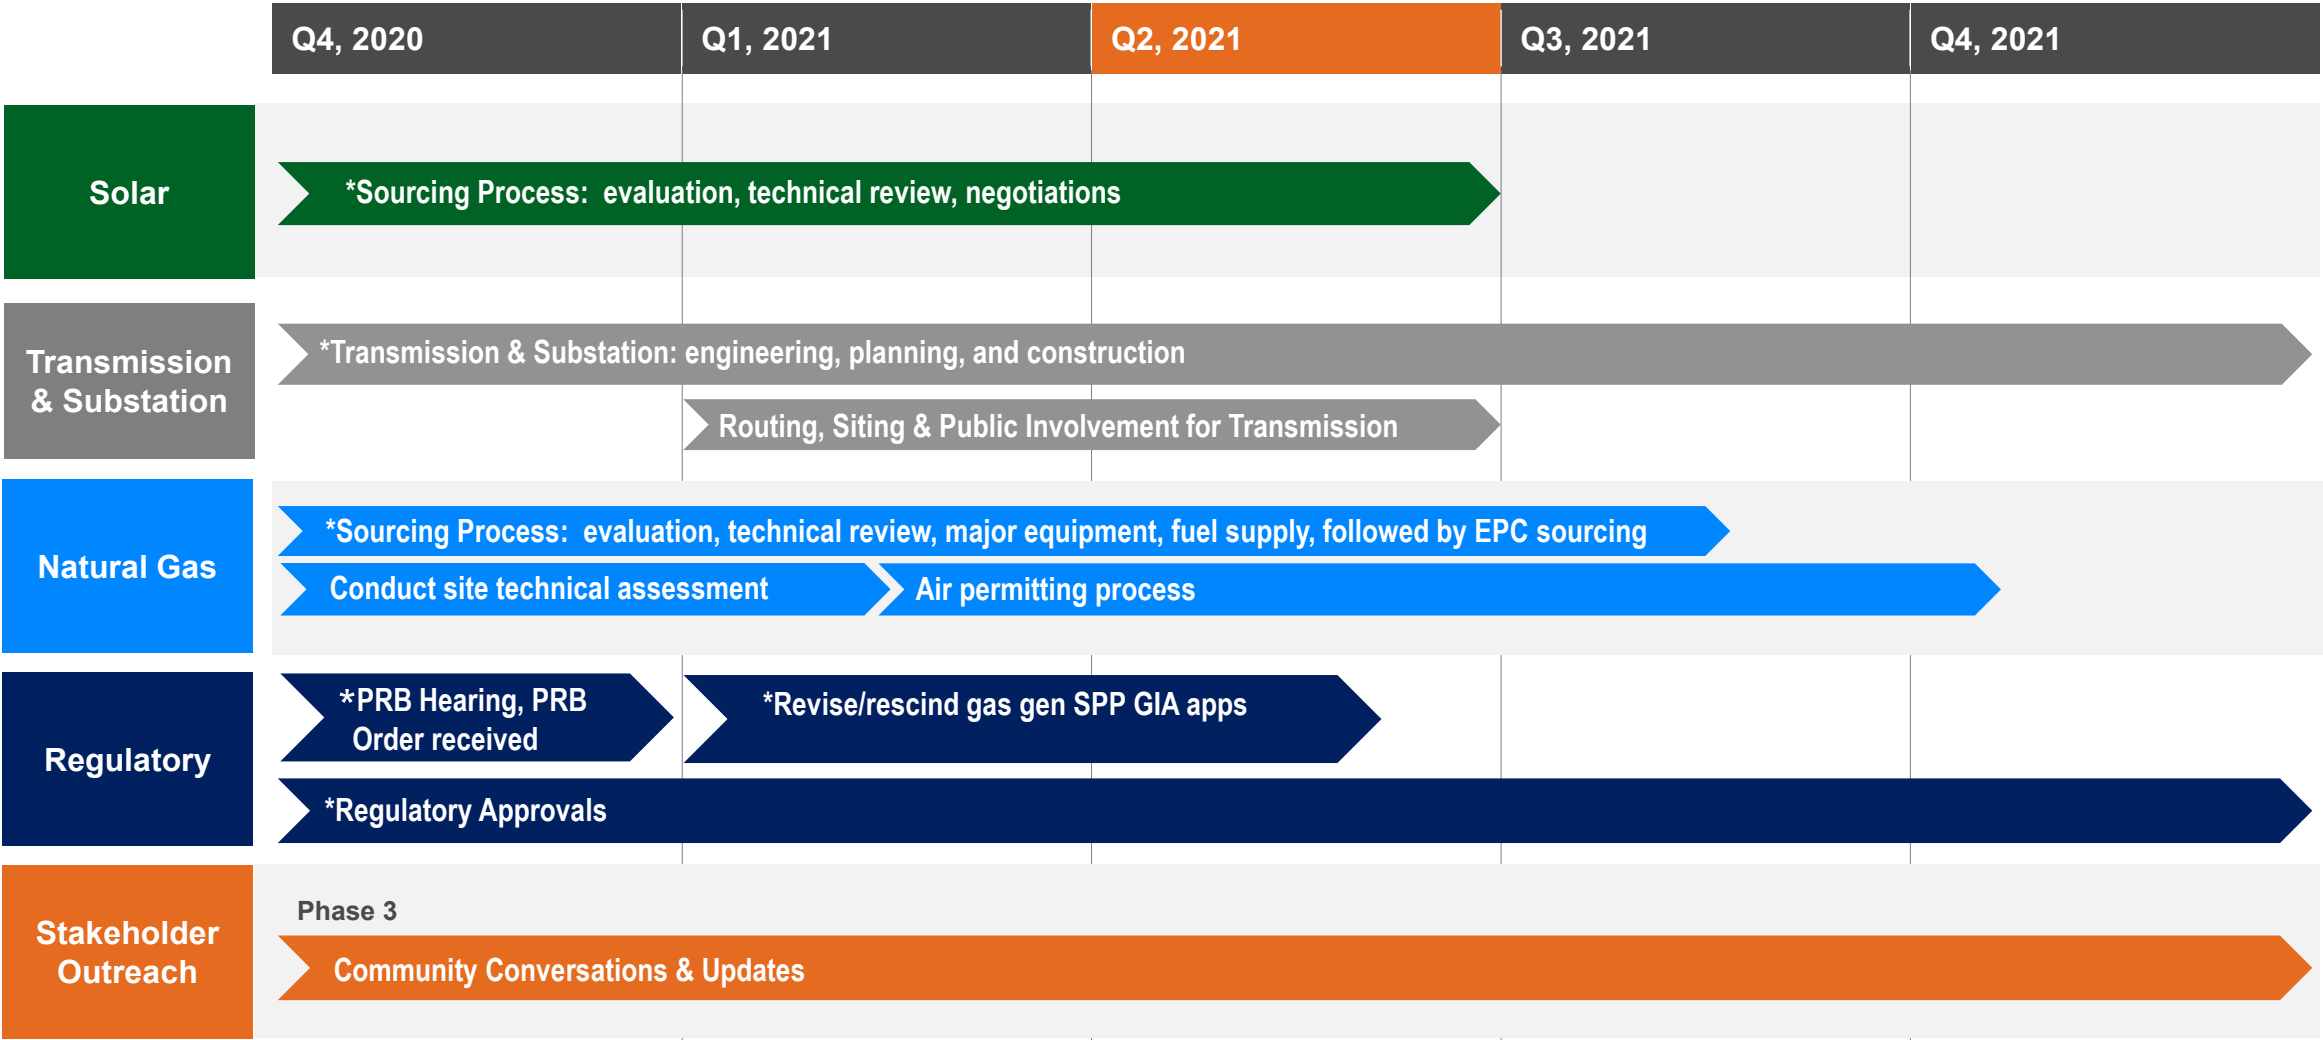 Q4, 2020
Q1, 2021
Q2, 2021
Q3, 2021
Q4, 2021
Solar
*Sourcing Process:  evaluation, technical review, negotiations
Transmission
& Substation
*Transmission & Substation: engineering, planning, and construction
Routing, Siting & Public Involvement for Transmission
Natural Gas
*Sourcing Process:  evaluation, technical review, major equipment, fuel supply, followed by EPC sourcing
Conduct site technical assessment
Air permitting process
Regulatory
*PRB Hearing, PRB
Order received
*Revise/rescind gas gen SPP GIA apps
*Regulatory Approvals
Stakeholder
Outreach
Phase 3
Community Conversations & Updates